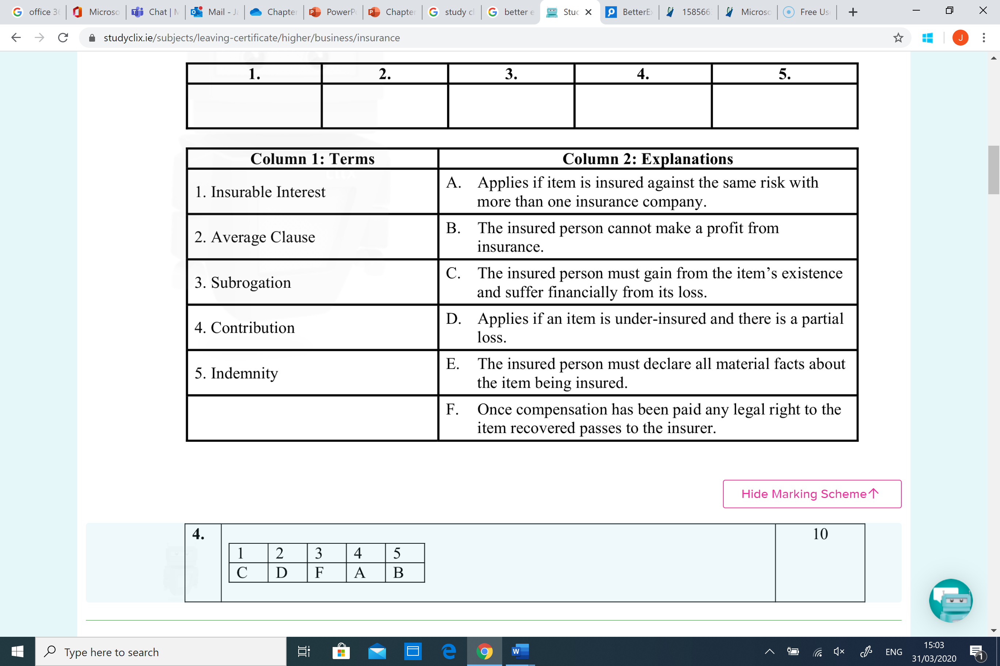 office 36
Microso
Chat | M
Mail - Ja
Chapter
PowerP
Chapter
study cl
better e
Stud
BetterEx
158566
Microso
Free Us
studyclix.ie/subjects/leaving-certificate/higher/business/insurance
J
1. 2. 3. 4. 5.
Column 1: Terms Column 2: Explanations
1. Insurable Interest
A. Applies if item is insured against the same risk with
more than one insurance company.
2. Average Clause
B. The insured person cannot make a profit from
insurance.
3. Subrogation
C. The insured person must gain from the item’s existence
and suffer financially from its loss.
4. Contribution
D. Applies if an item is under-insured and there is a partial
loss.
5. Indemnity
E. The insured person must declare all material facts about
the item being insured.
F. Once compensation has been paid any legal right to the
item recovered passes to the insurer.
clix
Hide Marking Scheme↑
4. 10
1 2 3 4 5
C D F A B
Type here to search
W
ENG
15:03
31/03/2020
1